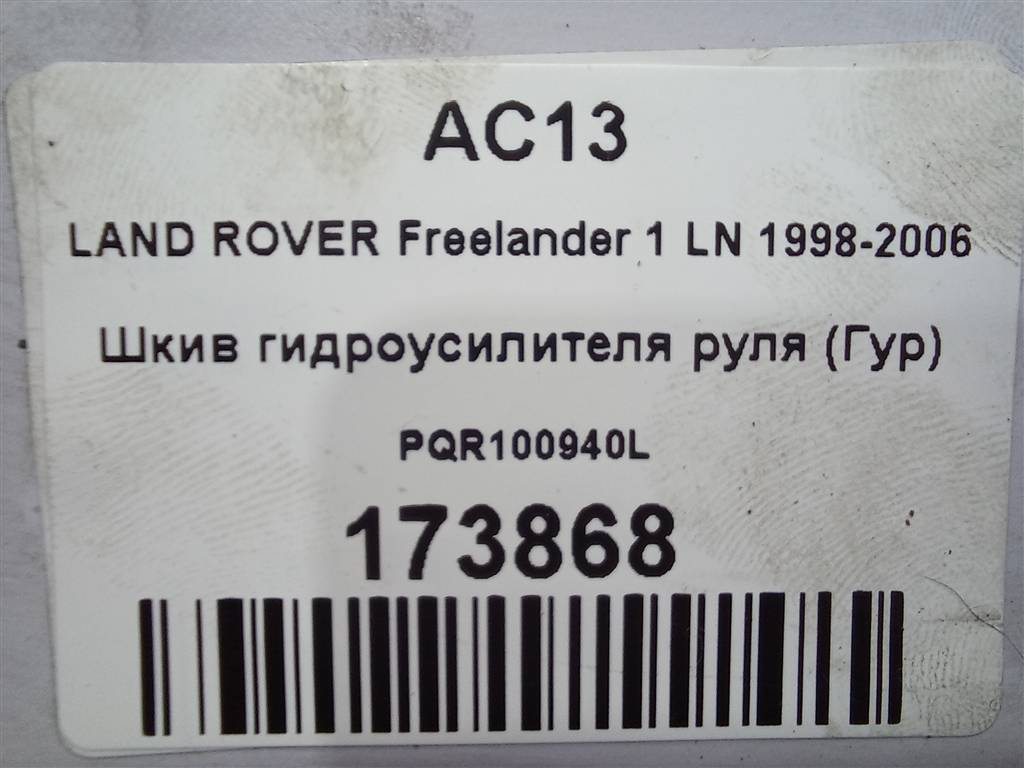 AC13
LAND ROVER Freelander 1 LN 1998-2006
Шкив гидроусилителя руля (Гур)
PQR100940L
173868